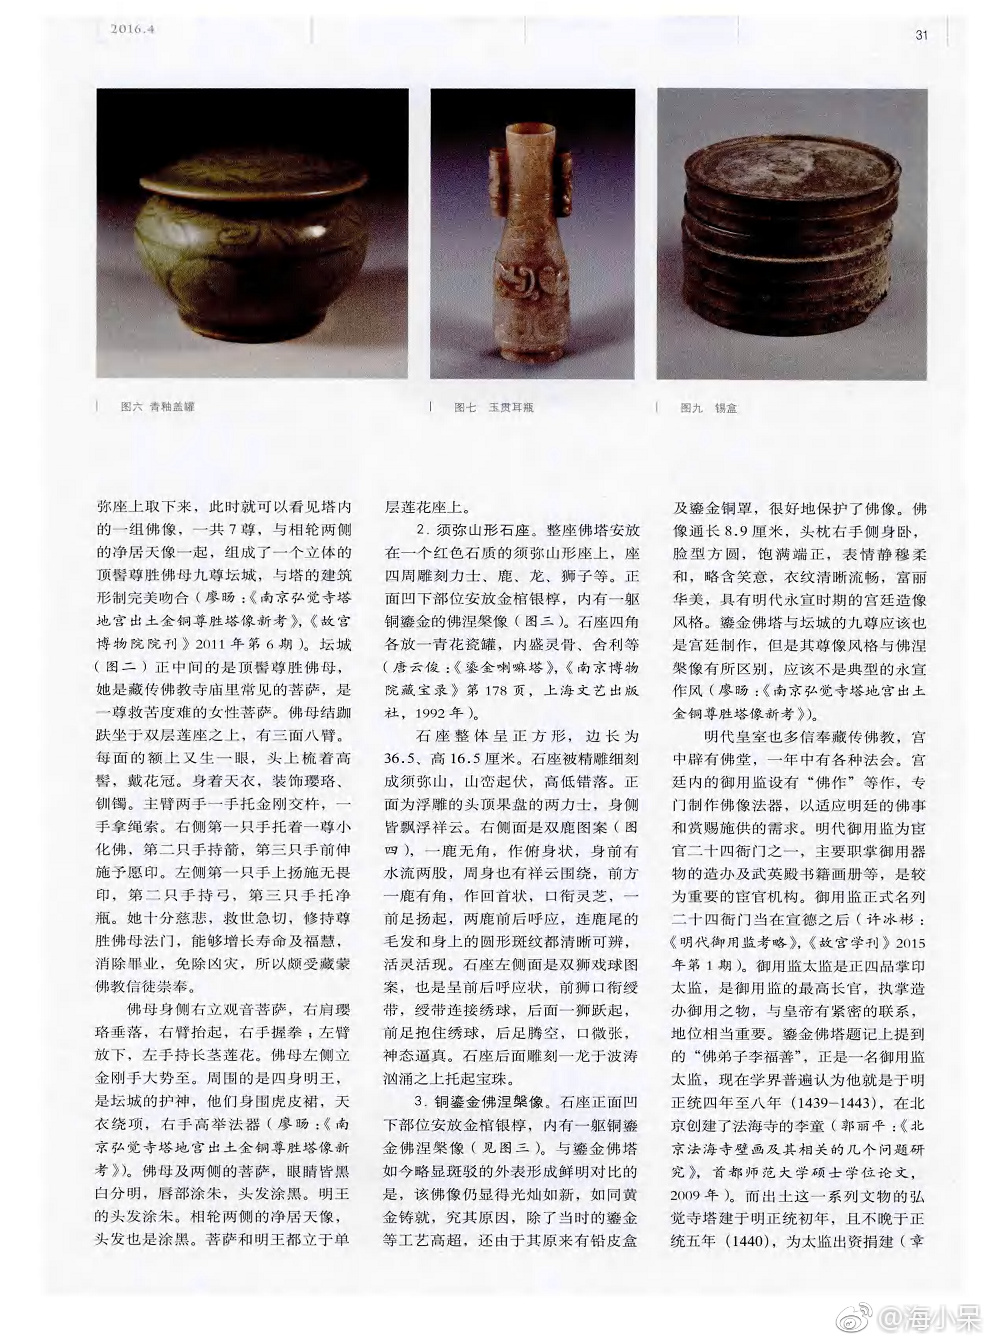 2016.4
31
图六 青釉盖罐
图七 玉贯耳瓶
图九 锡盒
弥座上取下来，此时就可以看见塔内
的一组佛像，一共7尊，与相轮两侧
的净居天像一起，组成了一个立体的
顶髻尊胜佛母九尊坛城，与塔的建筑
形制完美吻合（廖旸：《南京弘觉寺塔
地宫出土金铜尊胜塔像新考》，《故宫
博物院院刊》2011年第6期）。坛城
（图二）正中间的是顶髻尊胜佛母，
她是藏传佛教寺庙里常见的菩萨，是
一尊救苦度难的女性菩萨。佛母结跏
趺坐于双层莲座之上，有三面八臂。
每面的额上又生一眼，头上梳着高
髻，戴花冠。身着天衣，装饰璎珞、
钏镯。主臂两手一手托金刚交杵，一
手拿绳索。右侧第一只手托着一尊小
化佛，第二只手持箭，第三只手前伸
施予愿印。左侧第一只手上扬施无畏
印，第二只手持弓，第三只手托净
瓶。她十分慈悲，救世急切，修持尊
胜佛母法门，能够增长寿命及福慧，
消除罪业，免除凶灾，所以颇受藏蒙
佛教信徒崇奉。
佛母身侧右立观音菩萨，右肩璎
珞垂落，右臂抬起，右手握拳；左臂
放下，左手持长茎莲花。佛母左侧立
金刚手大势至。周围的是四身明王，
是坛城的护神，他们身围虎皮裙，天
衣绕项，右手高举法器（廖旸：《南
京弘觉寺塔地宫出土金铜尊胜塔像新
考》）。佛母及两侧的菩萨，眼睛皆黑
白分明，唇部涂朱，头发涂黑。明王
的头发涂朱。相轮两侧的净居天像，
头发也是涂黑。菩萨和明王都立于单
层莲花座上。
2. 须弥山形石座。整座佛塔安放
在一个红色石质的须弥山形座上，座
四周雕刻力士、鹿、龙、狮子等。正
面凹下部位安放金棺银椁，内有一躯
铜鎏金的佛涅槃像（图三）。石座四角
各放一青花瓷罐，内盛灵骨、舍利等
（唐云俊：《鎏金喇嘛塔》，《南京博物
院藏宝录》第178页，上海文艺出版
社，1992年）。
石座整体呈正方形，边长为
36.5、高16.5厘米。石座被精雕细刻
成须弥山，山峦起伏，高低错落。正
面为浮雕的头顶果盘的两力士，身侧
皆飘浮祥云。右侧面是双鹿图案（图
四），一鹿无角，作俯身状，身前有
水流两股，周身也有祥云围绕，前方
一鹿有角，作回首状，口衔灵芝，一
前足扬起，两鹿前后呼应，连鹿尾的
毛发和身上的圆形斑纹都清晰可辨，
活灵活现。石座左侧面是双狮戏球图
案，也是呈前后呼应状，前狮口衔绶
带，绶带连接绣球，后面一狮跃起，
前足抱住绣球，后足腾空，口微张，
神态逼真。石座后面雕刻一龙于波涛
汹涌之上托起宝珠。
3. 铜鎏金佛涅槃像。石座正面凹
下部位安放金棺银椁，内有一躯铜鎏
金佛涅槃像（见图三）。与鎏金佛塔
如今略显斑驳的外表形成鲜明对比的
是，该佛像仍显得光灿如新，如同黄
金铸就，究其原因，除了当时的鎏金
等工艺高超，还由于其原来有铅皮盒
及鎏金铜罩，很好地保护了佛像。佛
像通长8.9厘米，头枕右手侧身卧，
脸型方圆，饱满端正，表情静穆柔
和，略含笑意，衣纹清晰流畅，富丽
华美，具有明代永宣时期的宫廷造像
风格。鎏金佛塔与坛城的九尊应该也
是宫廷制作，但是其尊像风格与佛涅
槃像有所区别，应该不是典型的永宣
作风（廖旸：《南京弘觉寺塔地宫出土
金铜尊胜塔像新考》）。
明代皇室也多信奉藏传佛教，宫
中辟有佛堂，一年中有各种法会。宫
廷内的御用监设有“佛作”等作，专
门制作佛像法器，以适应明廷的佛事
和赏赐施供的需求。明代御用监为宦
官二十四衙门之一，主要职掌御用器
物的造办及武英殿书籍画册等，是较
为重要的宦官机构。御用监正式名列
二十四衙门当在宣德之后（许冰彬：
《明代御用监考略》，《故宫学刊》2015
年第1期）。御用监太监是正四品掌印
太监，是御用监的最高长官，执掌造
办御用之物，与皇帝有紧密的联系，
地位相当重要。鎏金佛塔题记上提到
的“佛弟子李福善”，正是一名御用监
太监，现在学界普遍认为他就是于明
正统四年至八年（1439–1443），在北
京创建了法海寺的李童（郭丽平：《北
京法海寺壁画及其相关的几个问题研
究》，首都师范大学硕士学位论文，
2009年）。而出土这一系列文物的弘
觉寺塔建于明正统初年，且不晚于正
统五年（1440），为太监出资捐建（章
@海小呆